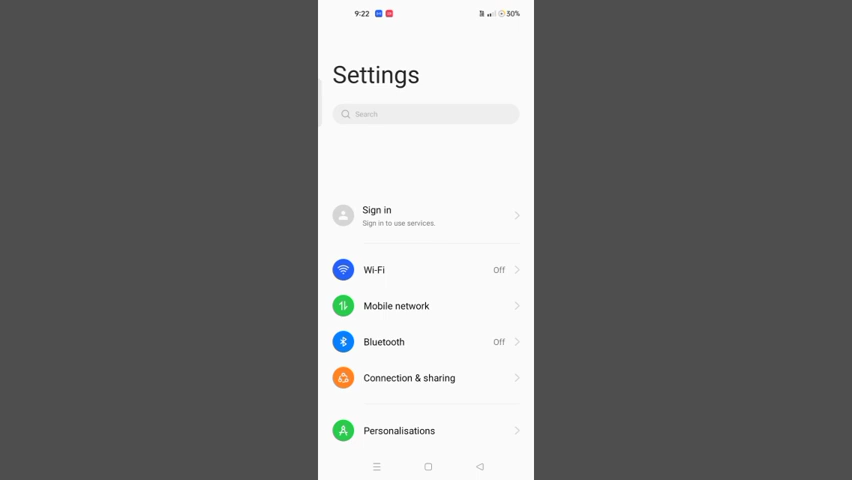 9:22 30%
Settings
Search
Sign in
Sign in to use services.
Wi-Fi Off
Mobile network
Bluetooth Off
Connection & sharing
Personalisations